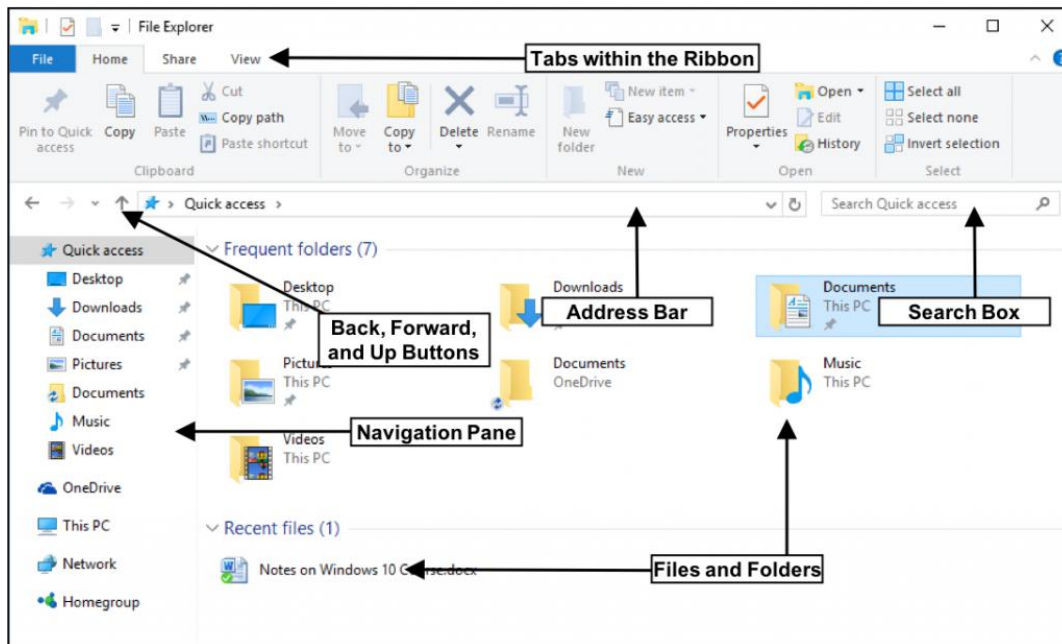 File Explorer
File Home Share View
Tabs within the Ribbon
Pin to Quick access
Copy
Paste
Cut
Copy path
Paste shortcut
Clipboard
Move to
Copy to
Delete
Rename
Organize
New folder
New item
Easy access
New
Properties
Open
Edit
History
Open
Select all
Select none
Invert selection
Select
Quick access
Search Quick access
Quick access
Desktop
Downloads
Documents
Pictures
Documents
Music
Videos
OneDrive
This PC
Network
Homegroup
Frequent folders (7)
Desktop
This PC
Downloads
Documents
This PC
Back, Forward,
and Up Buttons
Address Bar
Search Box
Pictures
This PC
Documents
OneDrive
Music
This PC
Navigation Pane
Videos
This PC
Recent files (1)
Notes on Windows 10 Course.docx
Files and Folders